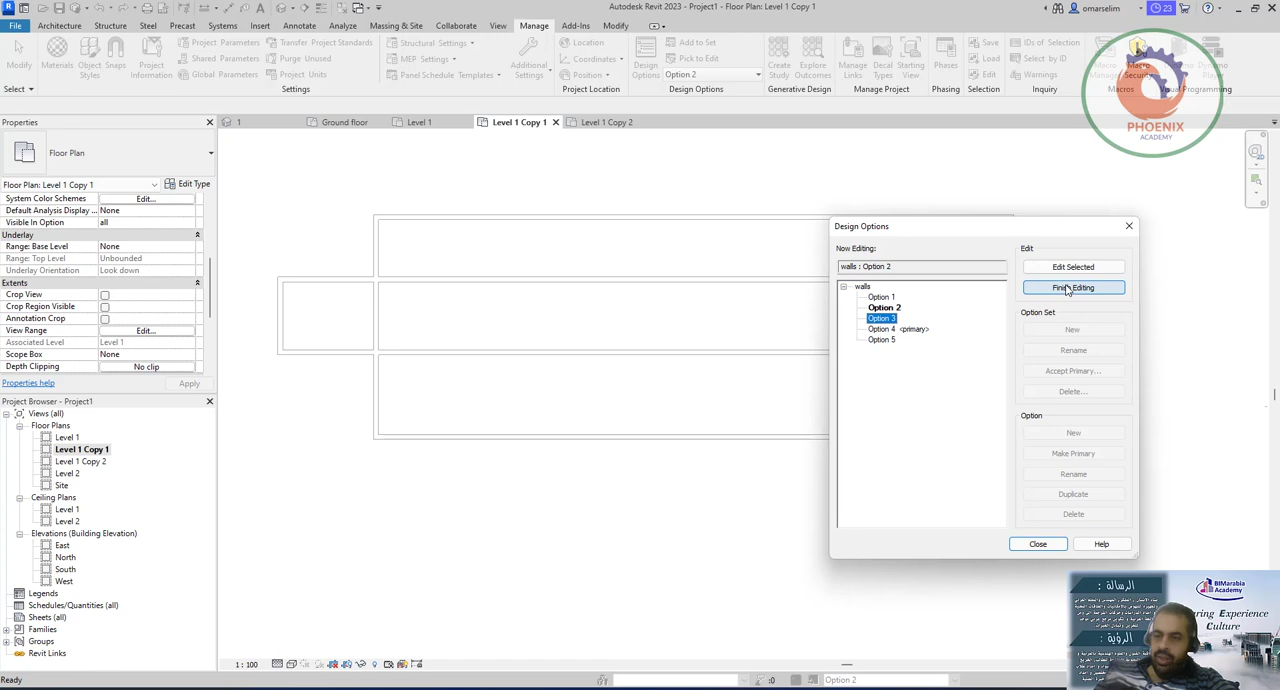 Autodesk Revit 2023 - Project1 - Floor Plan: Level 1 Copy 1
omarselim
23
File Architecture Structure Steel Precast Systems Insert Annotate Analyze Massing & Site Collaborate View Manage Add-Ins Modify
Modify
Materials
Object Styles
Snaps
Project Information
Project Parameters
Shared Parameters
Global Parameters
Transfer Project Standards
Purge Unused
Project Units
Structural Settings
MEP Settings
Panel Schedule Templates
Additional Settings
Location
Coordinates
Position
Design Options
Add to Set
Pick to Edit
Option 2
Create Study
Explore Outcomes
Manage Links
Decal Types
Starting View
Phases
Save
Load
Edit
IDs of Selection
Select by ID
Warnings
Macro Security
Select
Settings
Project Location
Design Options
Generative Design
Manage Project
Phasing
Selection
Inquiry
Macros
Visual Programming
PHOENIX
ACADEMY
Properties
1
Ground floor
Level 1
Level 1 Copy 1
Level 1 Copy 2
Floor Plan
Floor Plan: Level 1 Copy 1
Edit Type
System Color Schemes Edit...
Default Analysis Display ... None
Visible In Option all
Underlay
Range: Base Level None
Range: Top Level Unbounded
Underlay Orientation Look down
Extents
Crop View
Crop Region Visible
Annotation Crop
View Range Edit...
Associated Level Level 1
Scope Box None
Depth Clipping No clip
Properties help
Apply
Project Browser - Project1
Views (all)
Floor Plans
Level 1
Level 1 Copy 1
Level 1 Copy 2
Level 2
Site
Ceiling Plans
Level 1
Level 2
Elevations (Building Elevation)
East
North
South
West
Legends
Schedules/Quantities (all)
Sheets (all)
Families
Groups
Revit Links
Design Options
Now Editing:
walls : Option 2
walls
Option 1
Option 2
Option 3
Option 4 <primary>
Option 5
Edit
Edit Selected
Finish Editing
Option Set
New
Rename
Accept Primary...
Delete...
Option
New
Make Primary
Rename
Duplicate
Delete
Close
Help
1 : 100
Ready
:0
Option 2
الرسالة :
الرؤية :
BIMarabia
Academy
Sharing Experience
Culture